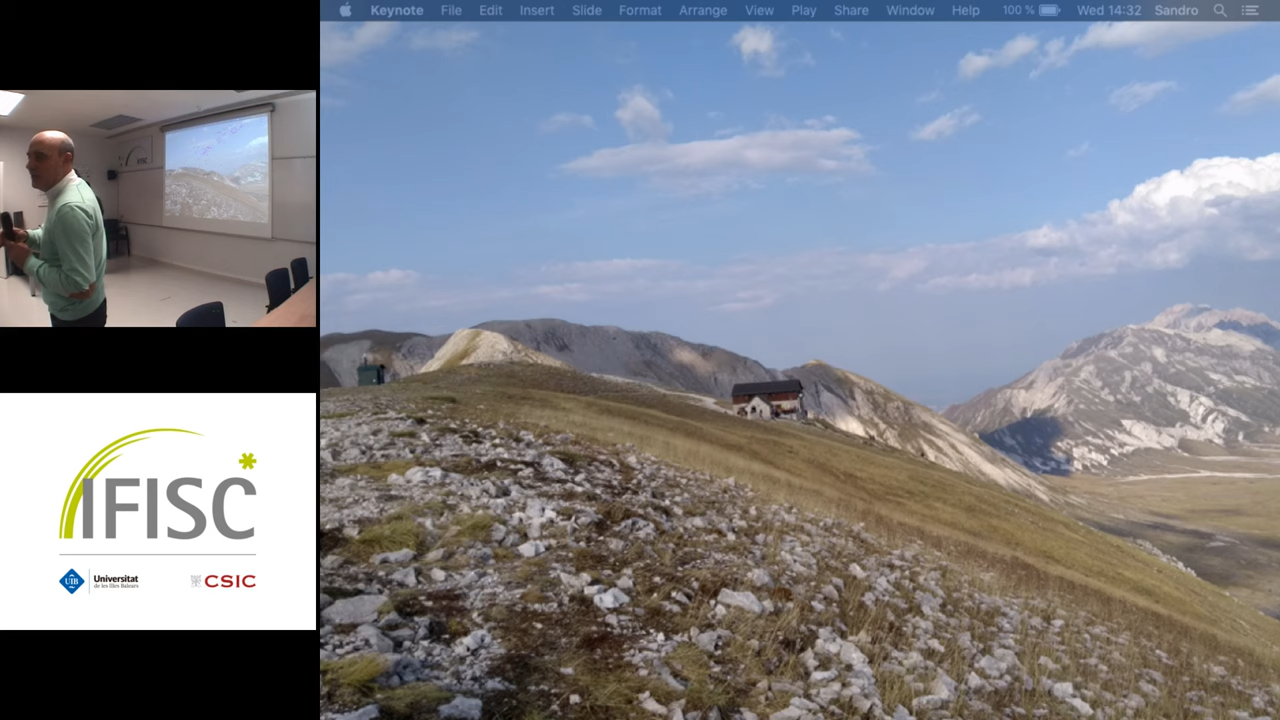 Keynote File Edit Insert Slide Format Arrange View Play Share Window Help 100 % Wed 14:32 Sandro
IFISC
IFISC
UIB Universitat de les Illes Balears
CSIC